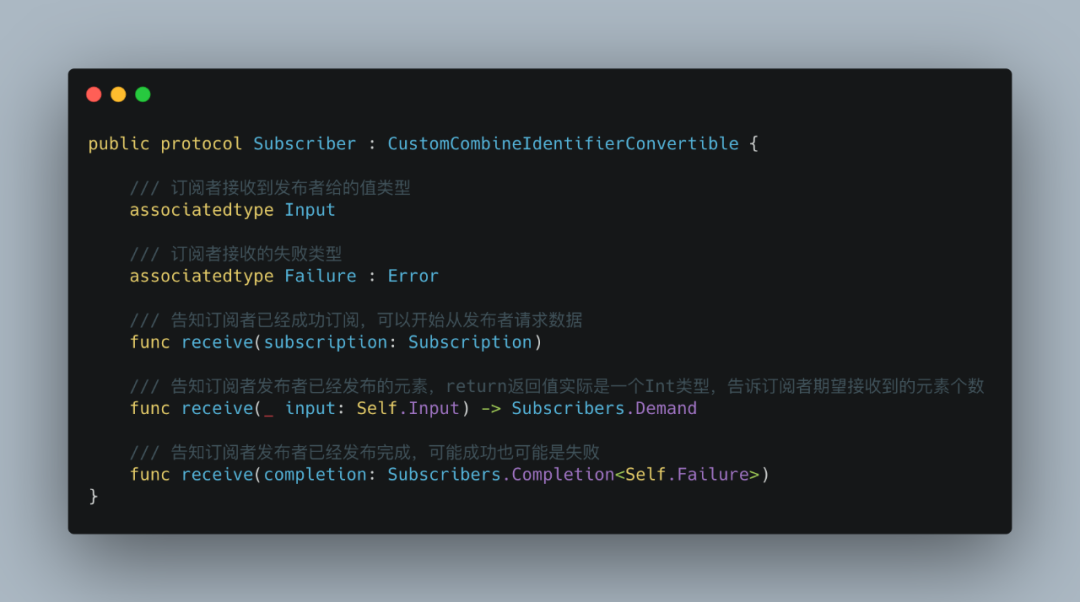 public protocol Subscriber : CustomCombineIdentifierConvertible {
/// 订阅者接收到发布者给的值类型
associatedtype Input
/// 订阅者接收的失败类型
associatedtype Failure : Error
/// 告知订阅者已经成功订阅，可以开始从发布者请求数据
func receive(subscription: Subscription)
/// 告知订阅者发布者已经发布的元素，return返回值实际是一个Int类型，告诉订阅者期望接收到的元素个数
func receive(_ input: Self.Input) -> Subscribers.Demand
/// 告知订阅者发布者已经发布完成，可能成功也可能是失败
func receive(completion: Subscribers.Completion<Self.Failure>)
}